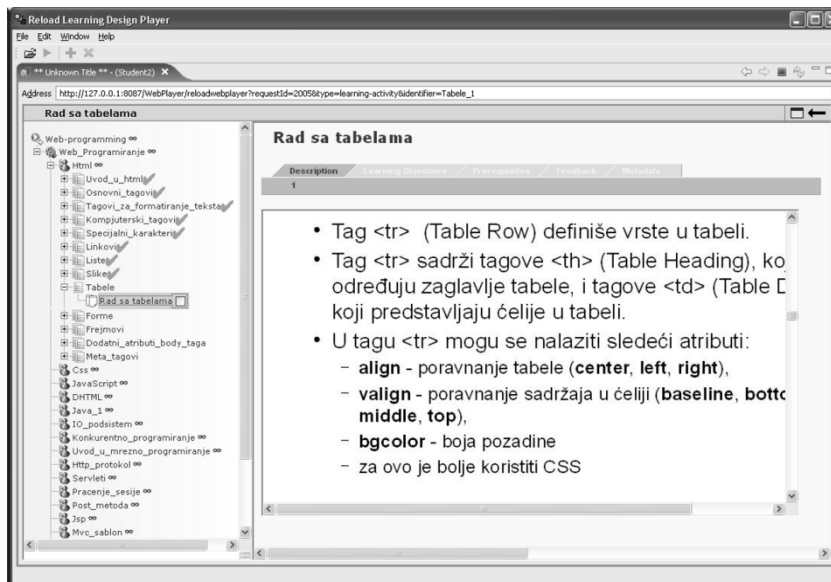 Reload Learning Design Player
File Edit Window Help
** Unknown Title ** - (Student2)
Address http://127.0.0.1:8087/WebPlayer/reloadwebplayer?requestId=2005&type=learning-activity&identifier=Tabele_1
Rad sa tabelama
Web-programming
Web_Programiranje
Html
Uvod_u_html
Osnovni_tagovi
Tagovi_za_formatiranje_teksta
Kompjuterski_tagovi
Specijalni_karakteri
Linkovi
Liste
Slike
Tabele
Rad sa tabelama
Forme
Frejmovi
Dodatni_atributi_body_taga
Meta_tagovi
Css
JavaScript
DHTML
Java_1
IO_podsistem
Konkurentno_programiranje
Uvod_u_mrezno_programiranje
Http_protokol
Servleti
Pracenje_sesije
Post_metoda
Jsp
Mvc_sablon
Rad sa tabelama
Description Learning Objectives Prerequisites Feedback Metadata
1
• Tag <tr> (Table Row) definiše vrste u tabeli.
• Tag <tr> sadrži tagove <th> (Table Heading), ko
određuju zaglavlje tabele, i tagove <td> (Table D
koji predstavljaju ćelije u tabeli.
• U tagu <tr> mogu se nalaziti sledeći atributi:
– align - poravnanje tabele (center, left, right),
– valign - poravnanje sadržaja u ćeliji (baseline, botto
middle, top),
– bgcolor - boja pozadine
– za ovo je bolje koristiti CSS